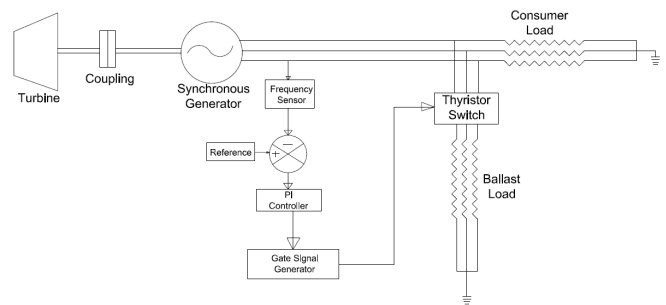 Consumer
Load
Turbine
Coupling
Synchronous
Generator
Frequency
Sensor
Thyristor
Switch
Reference
+
−
PI
Controller
Ballast
Load
Gate Signal
Generator